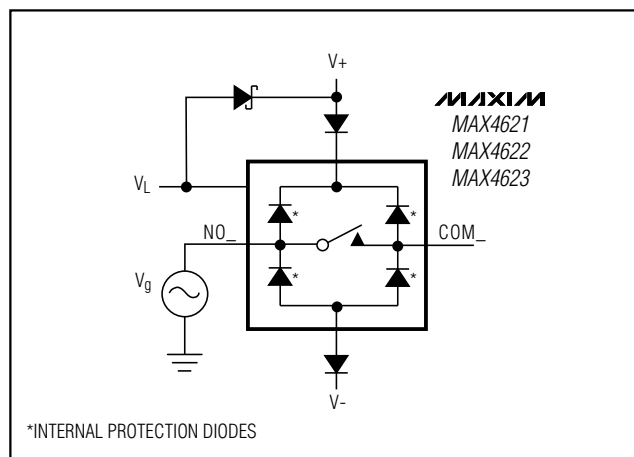 V+
MAXIM
MAX4621
MAX4622
MAX4623
VL
*
*
NO_
COM_
*
*
Vg
V-
*INTERNAL PROTECTION DIODES